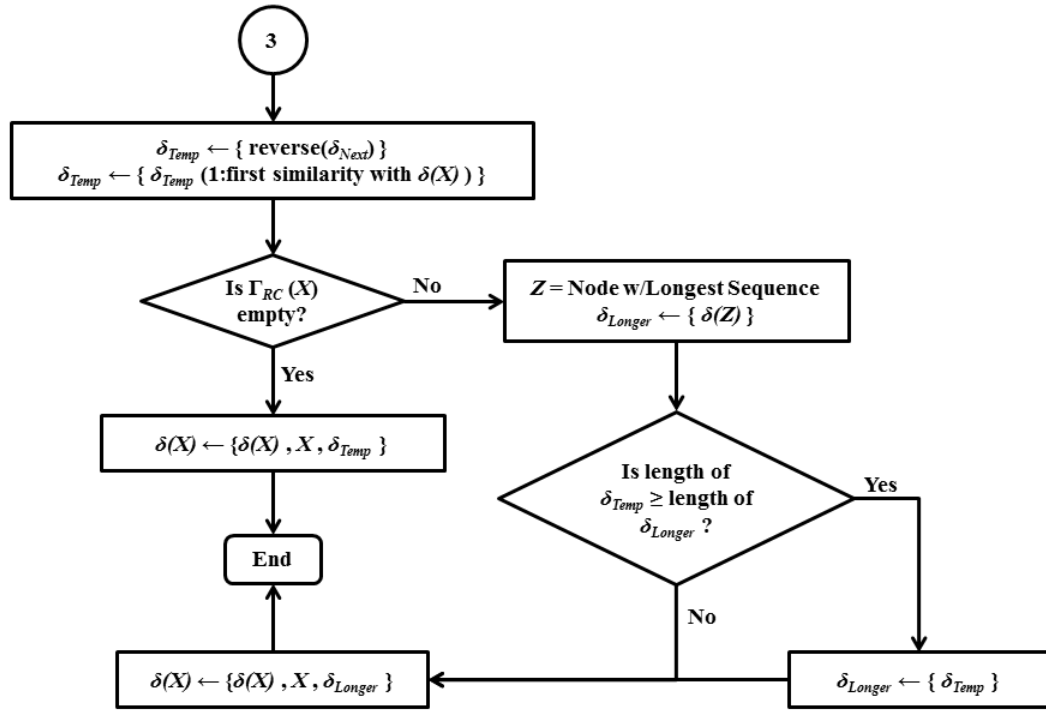 3
δTemp ← { reverse(δNext) }
δTemp ← { δTemp (1:first similarity with δ(X) ) }
Is ΓRC (X)
empty?
No
Z = Node w/Longest Sequence
δLonger ← { δ(Z) }
Yes
δ(X) ← {δ(X) , X , δTemp }
Is length of
δTemp ≥ length of
δLonger ?
Yes
End
No
δ(X) ← {δ(X) , X , δLonger }
δLonger ← { δTemp }